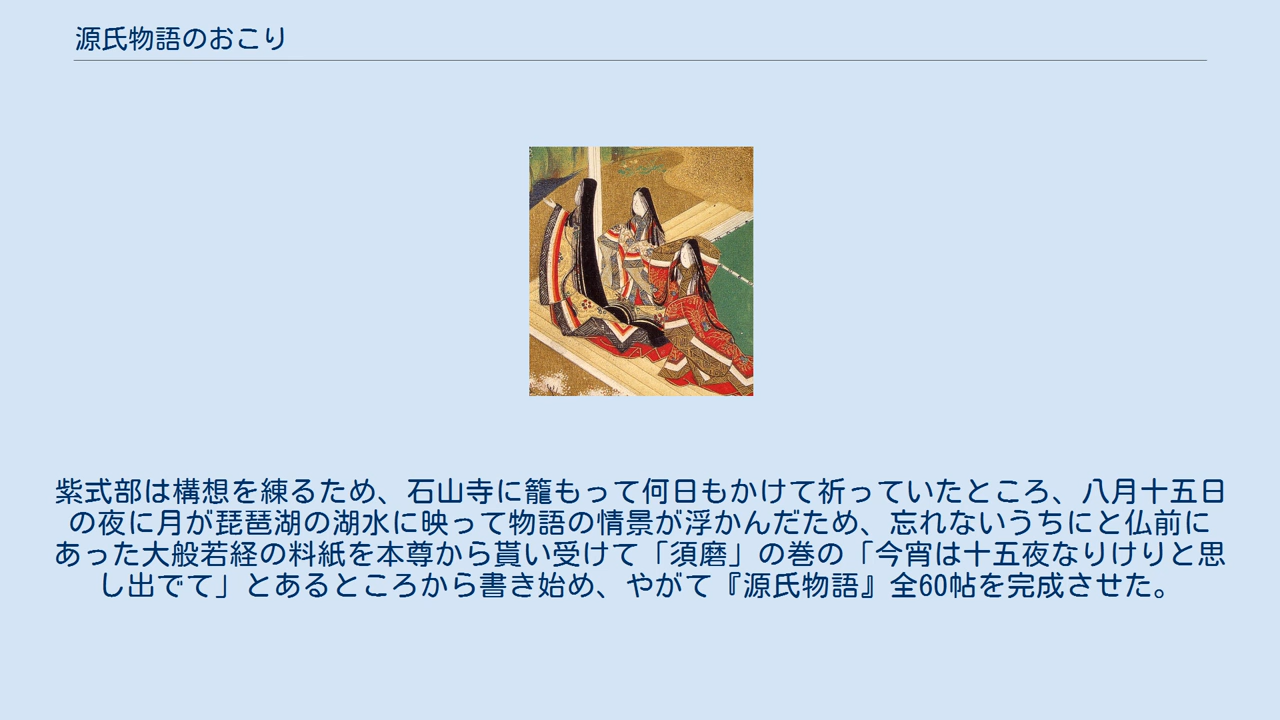 源氏物語のおこり
紫式部は構想を練るため、石山寺に籠もって何日もかけて祈っていたところ、八月十五日
の夜に月が琵琶湖の湖水に映って物語の情景が浮かんだため、忘れないうちにと仏前に
あった大般若経の料紙を本尊から貰い受けて「須磨」の巻の「今宵は十五夜なりけりと思
し出でて」とあるところから書き始め、やがて『源氏物語』全60帖を完成させた。